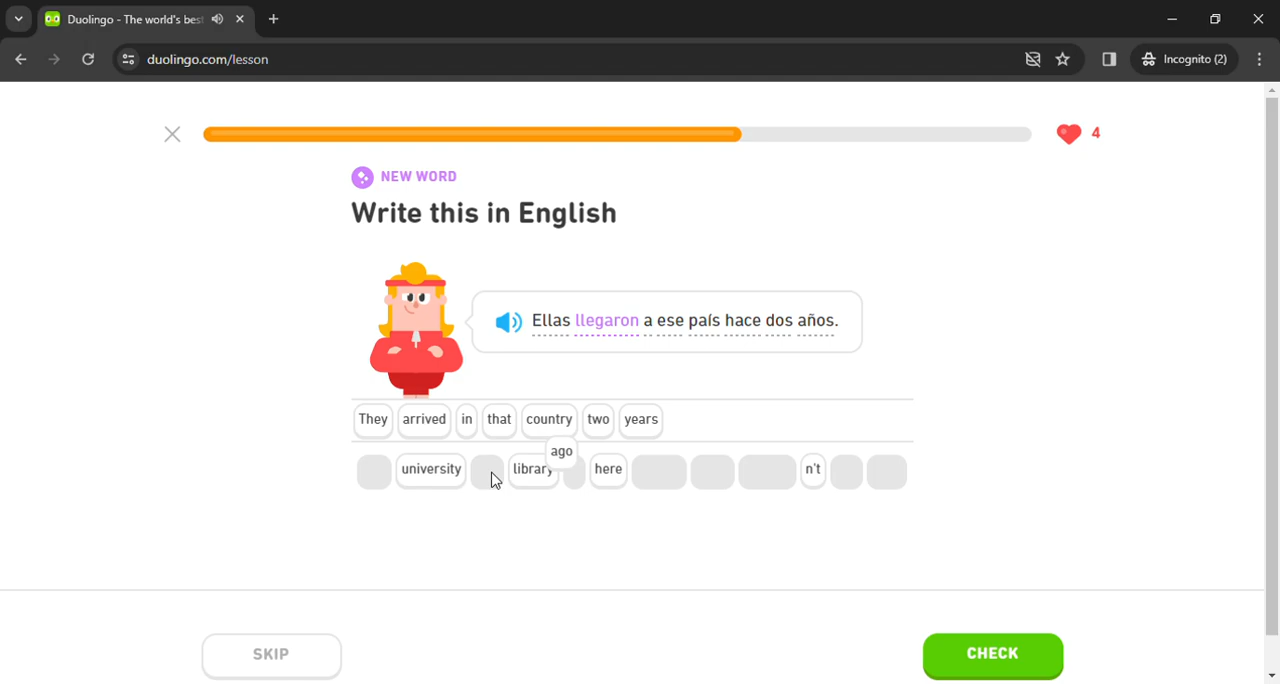 Duolingo - The world's bes
duolingo.com/lesson
Incognito (2)
4
NEW WORD
Write this in English
Ellas llegaron a ese país hace dos años.
They arrived in that country two years
ago
university library here n't
SKIP
CHECK